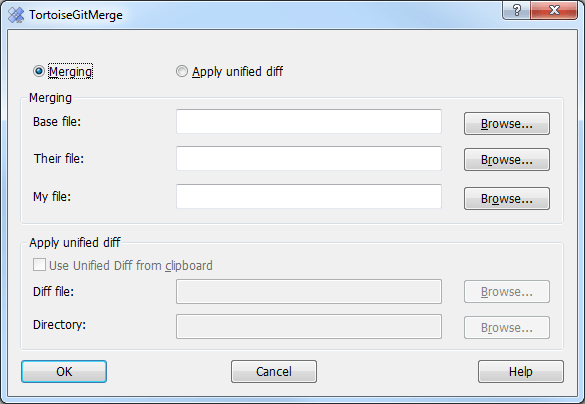 TortoiseGitMerge
Merging Apply unified diff
Merging
Base file: Browse...
Their file: Browse...
My file: Browse...
Apply unified diff
Use Unified Diff from clipboard
Diff file: Browse...
Directory: Browse...
OK Cancel Help